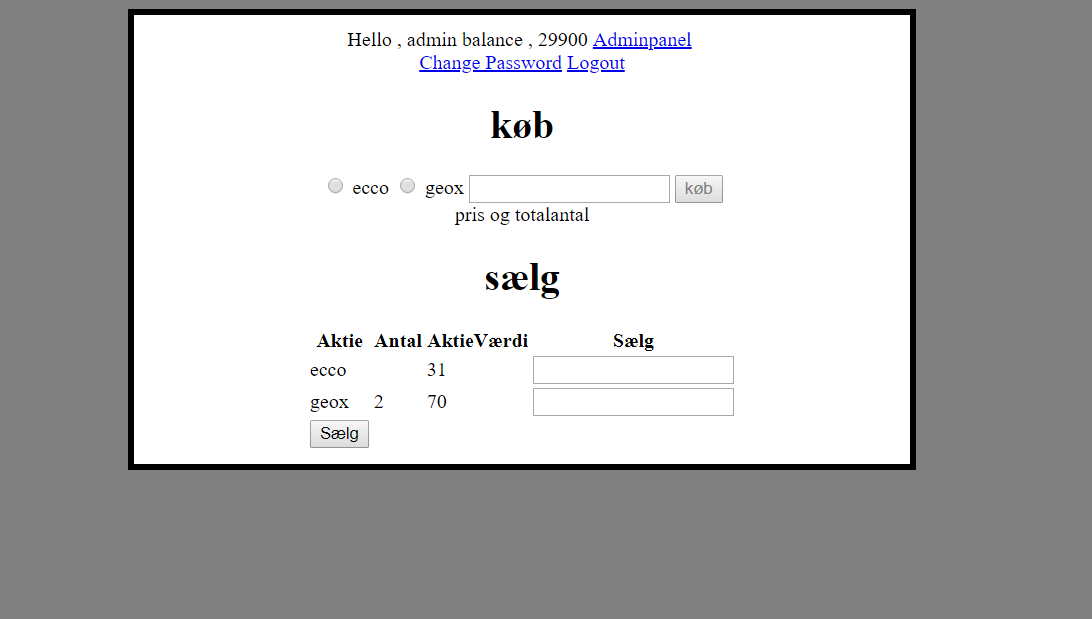 Hello , admin balance , 29900 Adminpanel
Change Password Logout
køb
ecco geox køb
pris og totalantal
sælg
Aktie Antal AktieVærdi Sælg
ecco 31
geox 2 70
Sælg